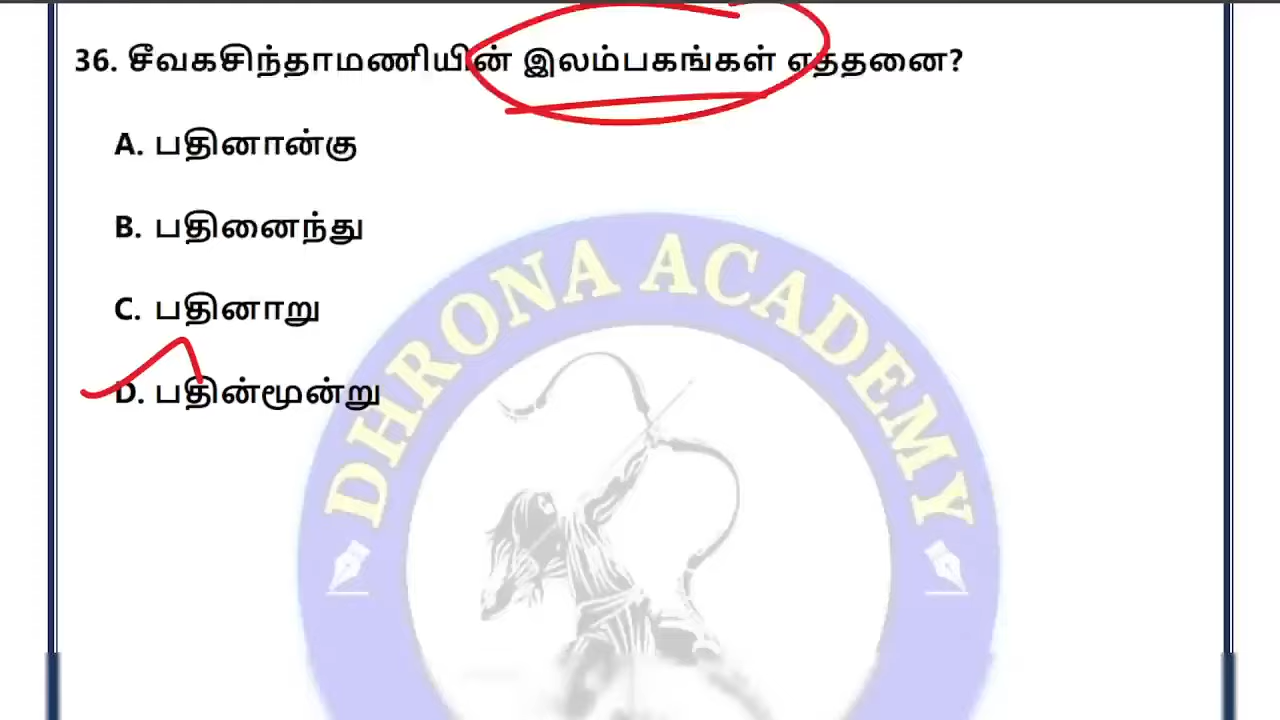 36. சீவகசிந்தாமணியின் இலம்பகங்கள் எத்தனை?
A. பதினான்கு
B. பதினைந்து
C. பதினாறு
D. பதின்மூன்று
DHRONA ACADEMY